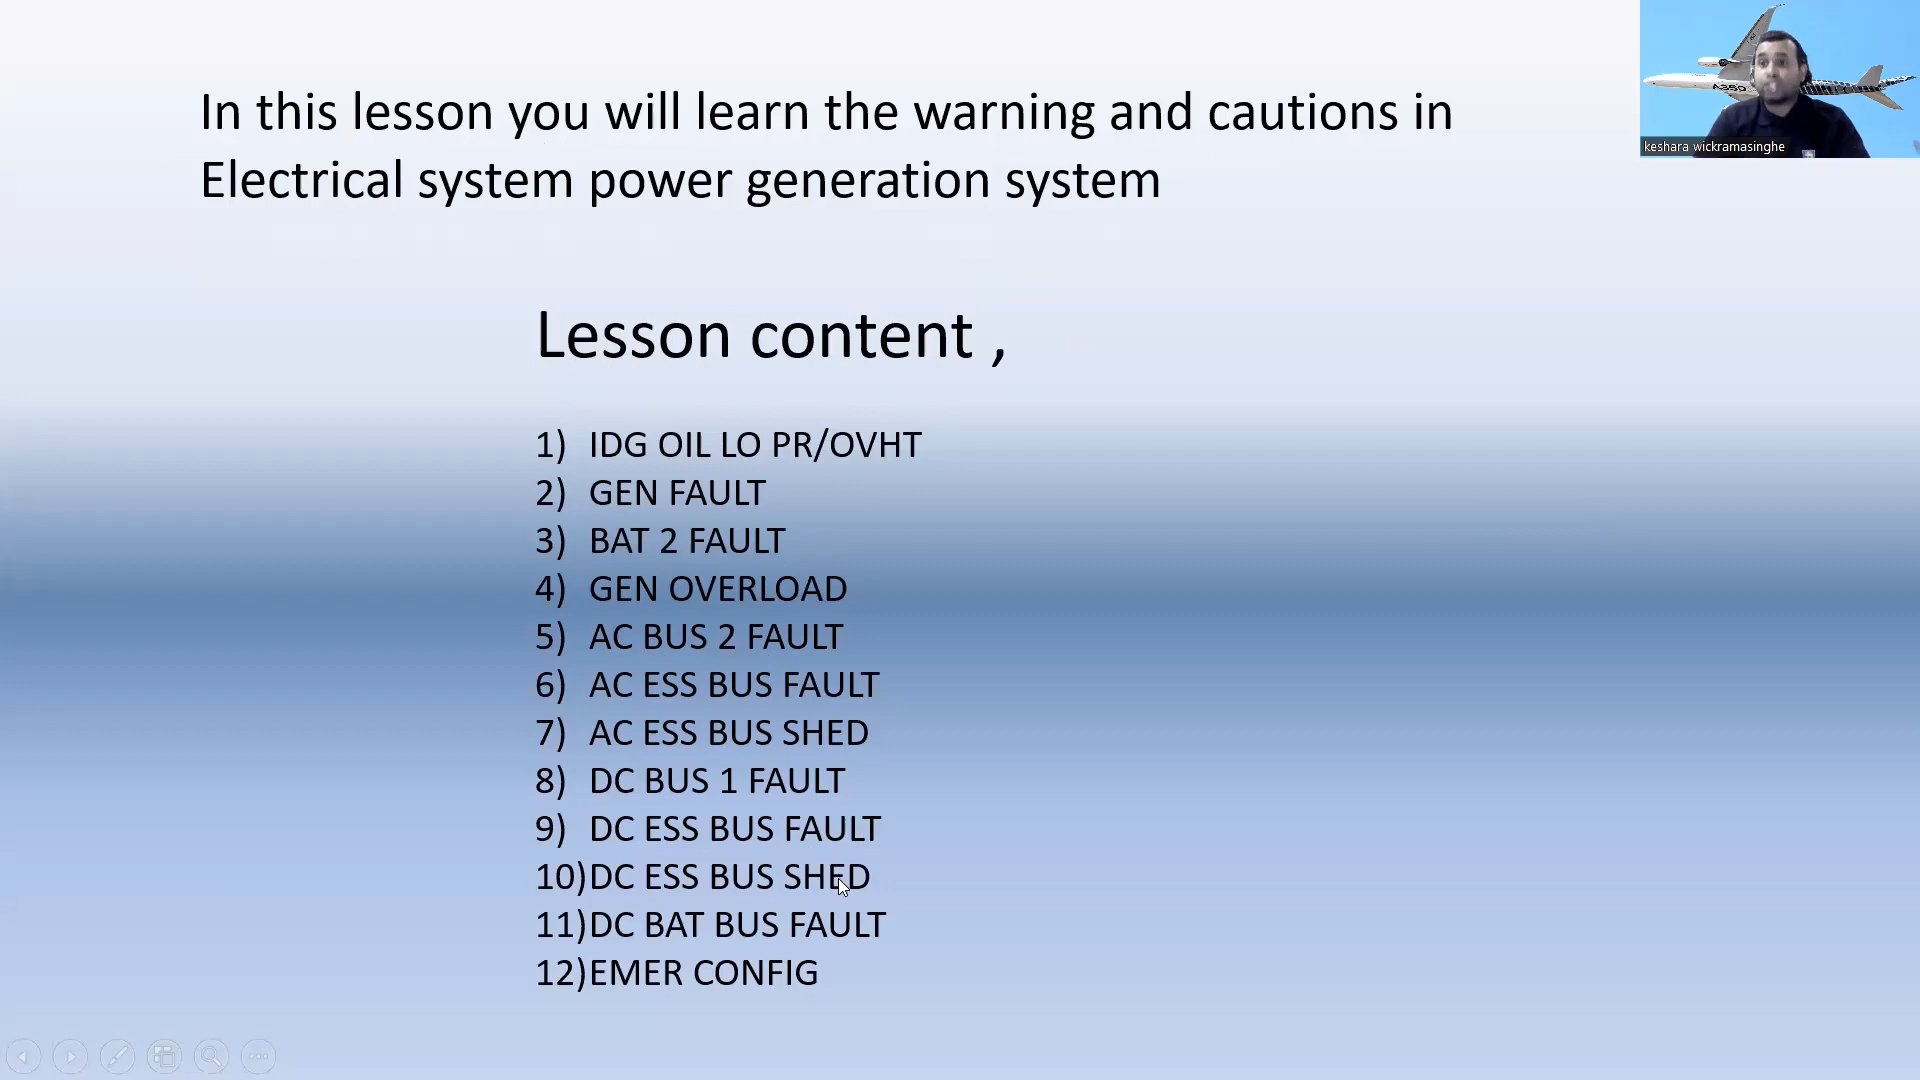 In this lesson you will learn the warning and cautions in
Electrical system power generation system
Lesson content ,
1) IDG OIL LO PR/OVHT
2) GEN FAULT
3) BAT 2 FAULT
4) GEN OVERLOAD
5) AC BUS 2 FAULT
6) AC ESS BUS FAULT
7) AC ESS BUS SHED
8) DC BUS 1 FAULT
9) DC ESS BUS FAULT
10)DC ESS BUS SHED
11)DC BAT BUS FAULT
12)EMER CONFIG
A350
keshara wickramasinghe